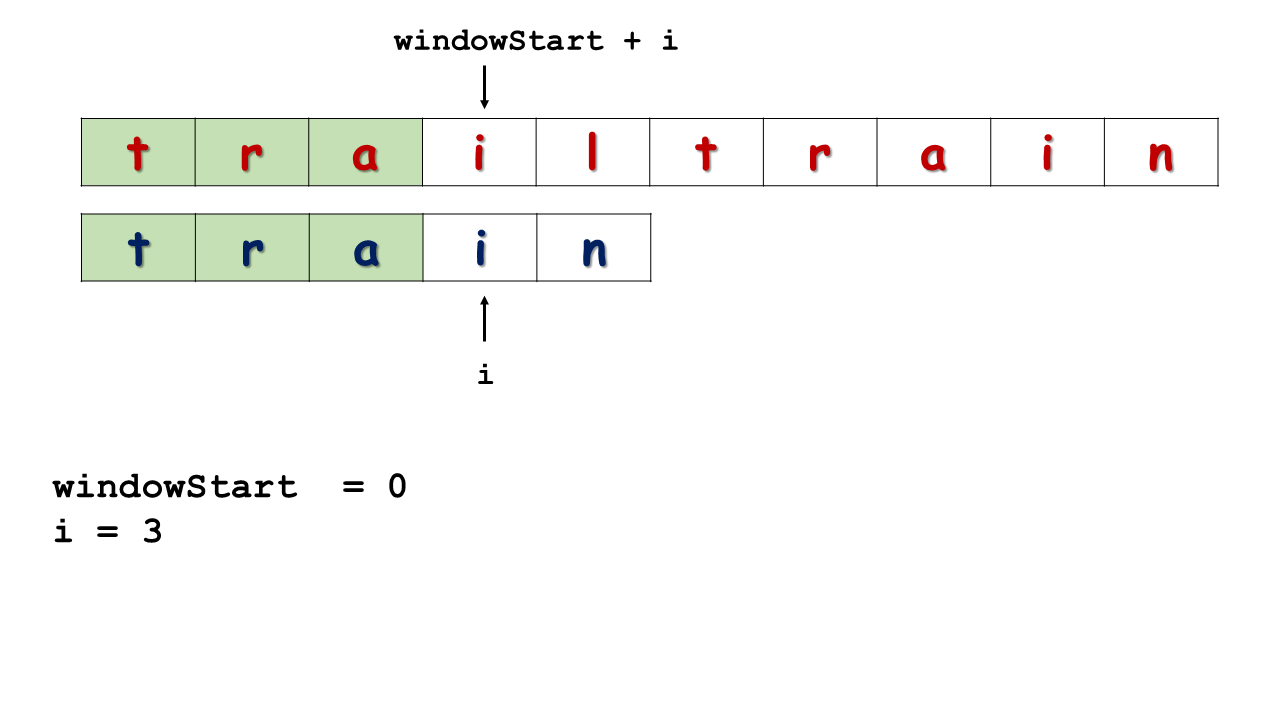 windowStart + i
t r a i l t r a i n
t r a i n
i
windowStart = 0
i = 3